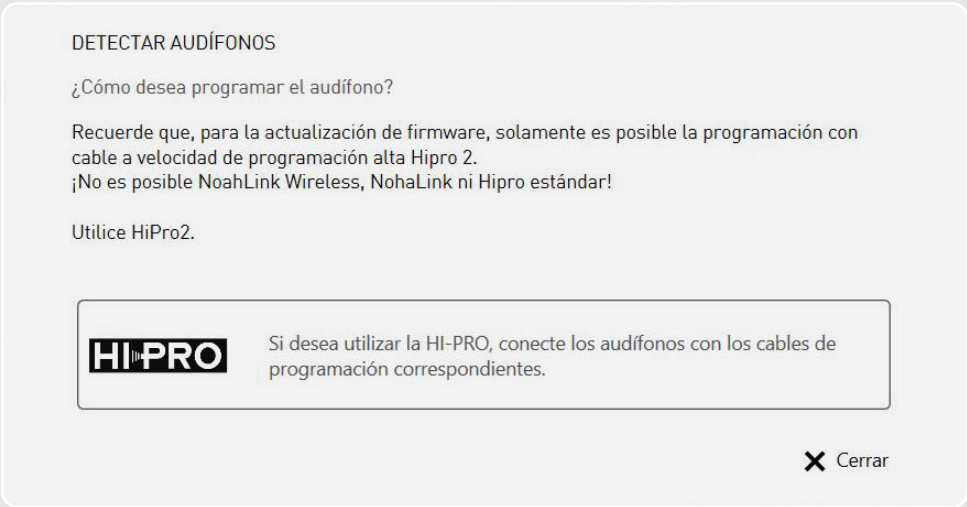 DETECTAR AUDÍFONOS
¿Cómo desea programar el audífono?
Recuerde que, para la actualización de firmware, solamente es posible la programación con
cable a velocidad de programación alta Hipro 2.
¡No es posible NoahLink Wireless, NohaLink ni Hipro estándar!
Utilice HiPro2.
HI-PRO
Si desea utilizar la HI-PRO, conecte los audífonos con los cables de
programación correspondientes.
Cerrar